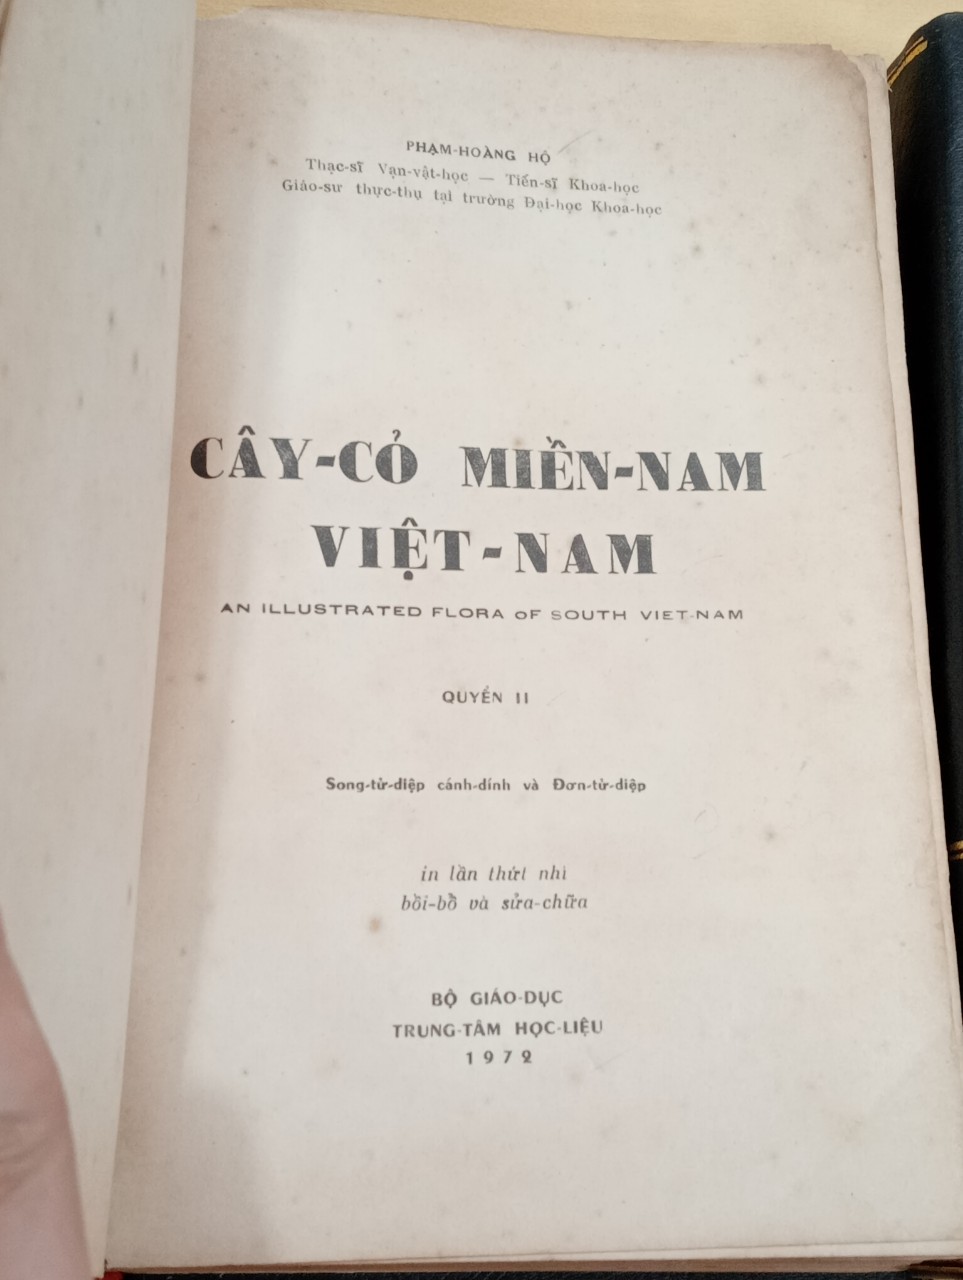 PHẠM-HOÀNG HỘ
Thạc-sĩ Vạn-vật-học — Tiến-sĩ Khoa-học
Giáo-sư thực-thụ tại trường Đại-học Khoa-học
CÂY-CỎ MIỀN-NAM
VIỆT-NAM
AN ILLUSTRATED FLORA oF SOUTH VIET-NAM
QUYỂN II
Song-tử-diệp cánh-dính và Đơn-tử-diệp
in lần thứt nhì
bồi-bổ và sửa-chữa
BỘ GIÁO-DỤC
TRUNG-TÂM HỌC-LIỆU
1972